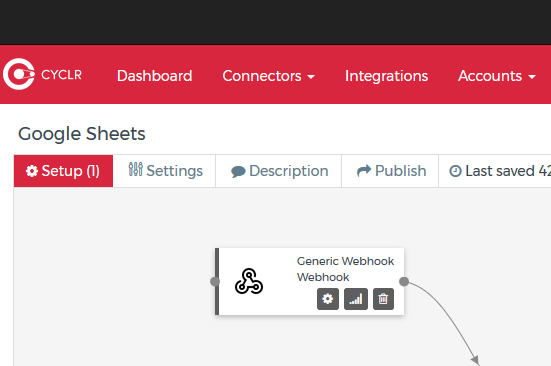 CYCLR Dashboard Connectors Integrations Accounts
Google Sheets
Setup (1) Settings Description Publish Last saved 42
Generic Webhook
Webhook